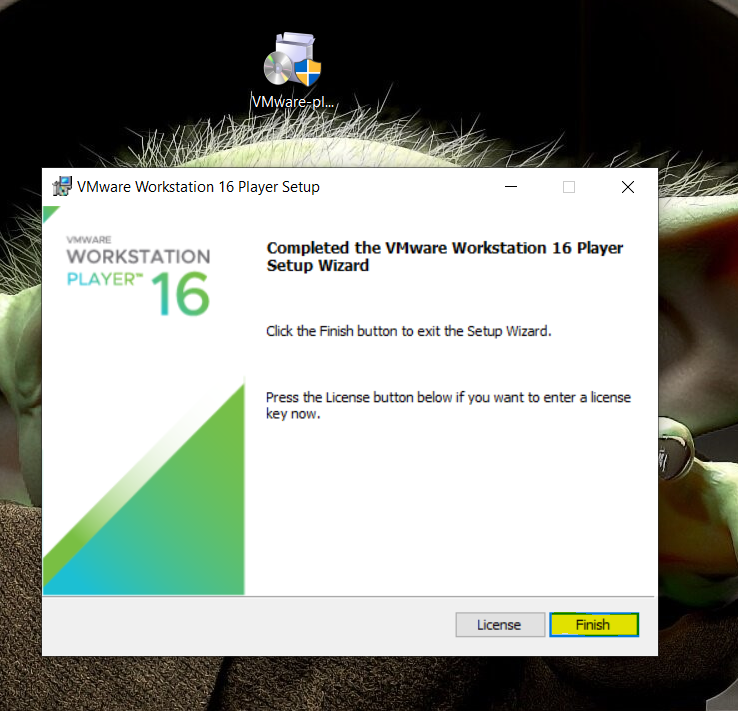 VMware-pl...
VMware Workstation 16 Player Setup
VMWARE
WORKSTATION
PLAYER™ 16
Completed the VMware Workstation 16 Player
Setup Wizard
Click the Finish button to exit the Setup Wizard.
Press the License button below if you want to enter a license
key now.
License
Finish